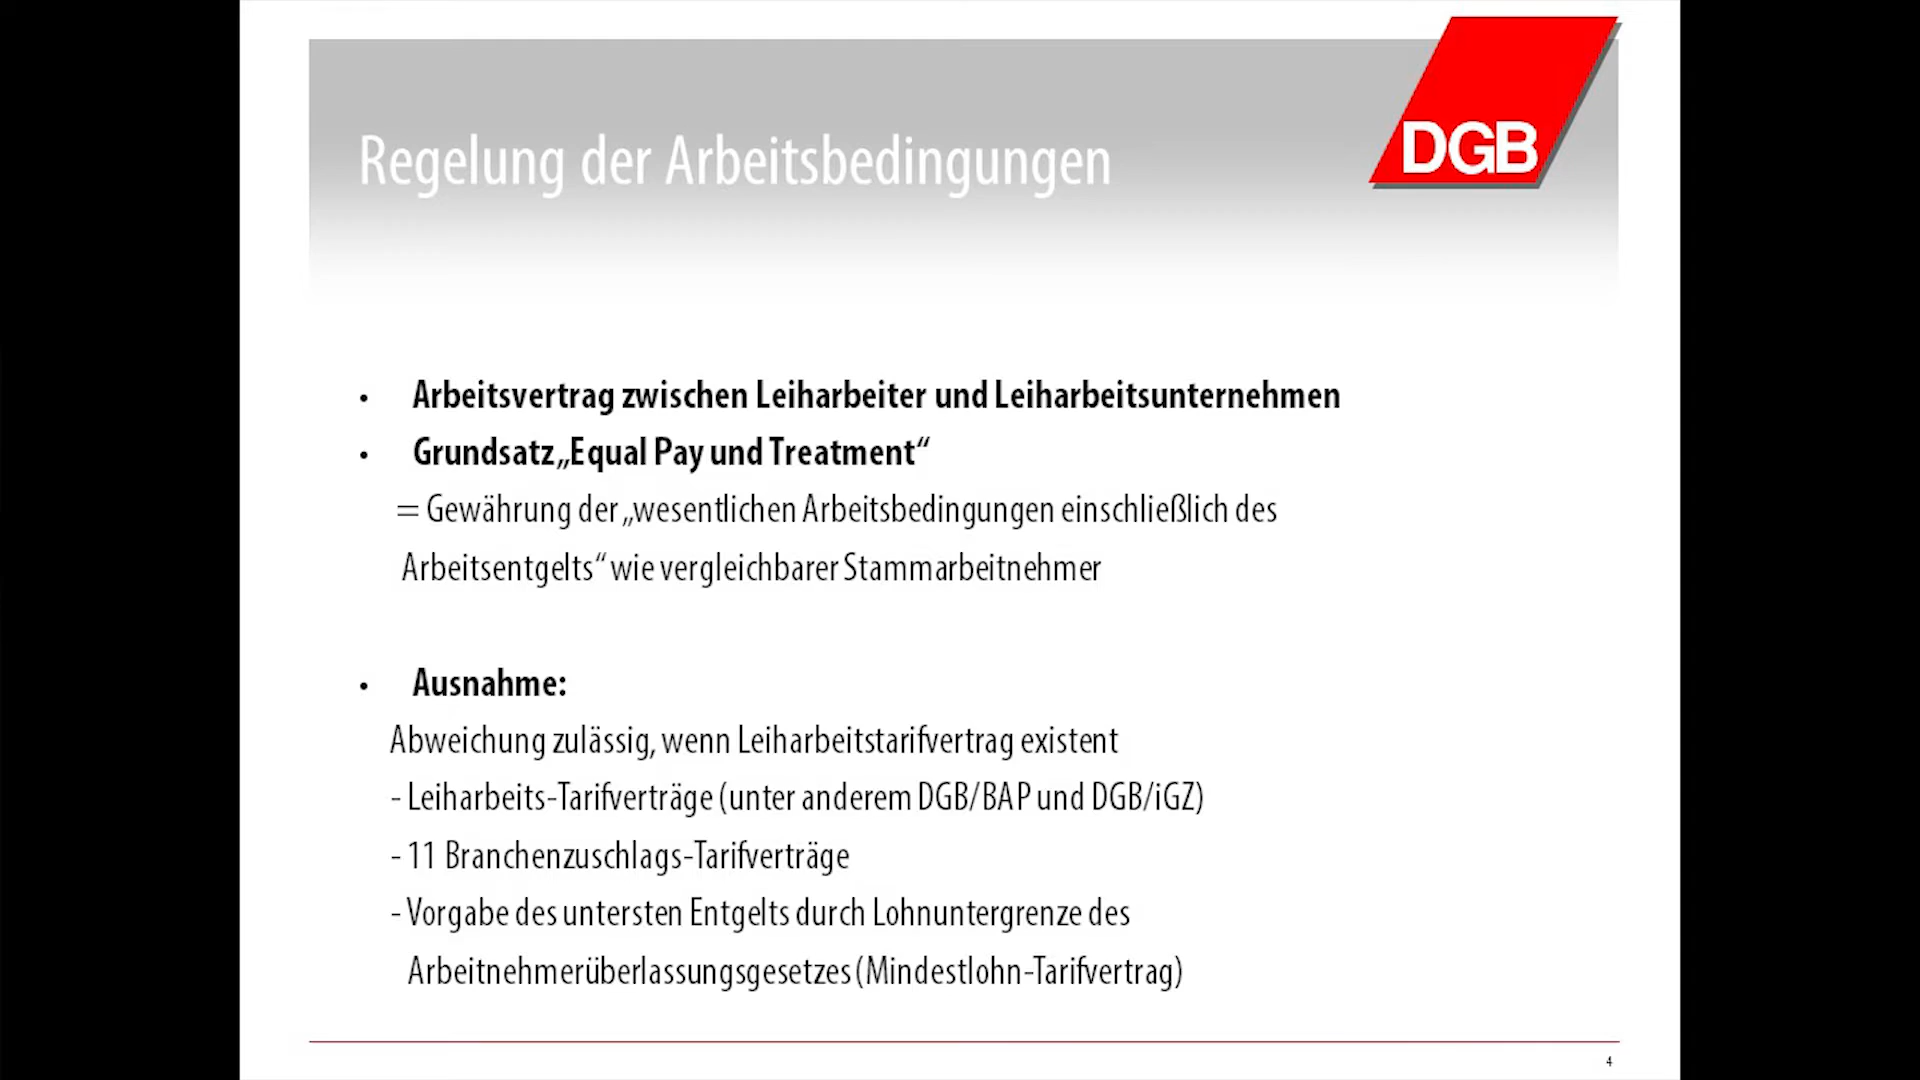 DGB
Regelung der Arbeitsbedingungen
• Arbeitsvertrag zwischen Leiharbeiter und Leiharbeitsunternehmen
• Grundsatz „Equal Pay und Treatment“
= Gewährung der „wesentlichen Arbeitsbedingungen einschließlich des
Arbeitsentgelts“ wie vergleichbarer Stammarbeitnehmer
• Ausnahme:
Abweichung zulässig, wenn Leiharbeitstarifvertrag existent
- Leiharbeits-Tarifverträge (unter anderem DGB/BAP und DGB/iGZ)
- 11 Branchenzuschlags-Tarifverträge
- Vorgabe des untersten Entgelts durch Lohnuntergrenze des
Arbeitnehmerüberlassungsgesetzes (Mindestlohn-Tarifvertrag)
4